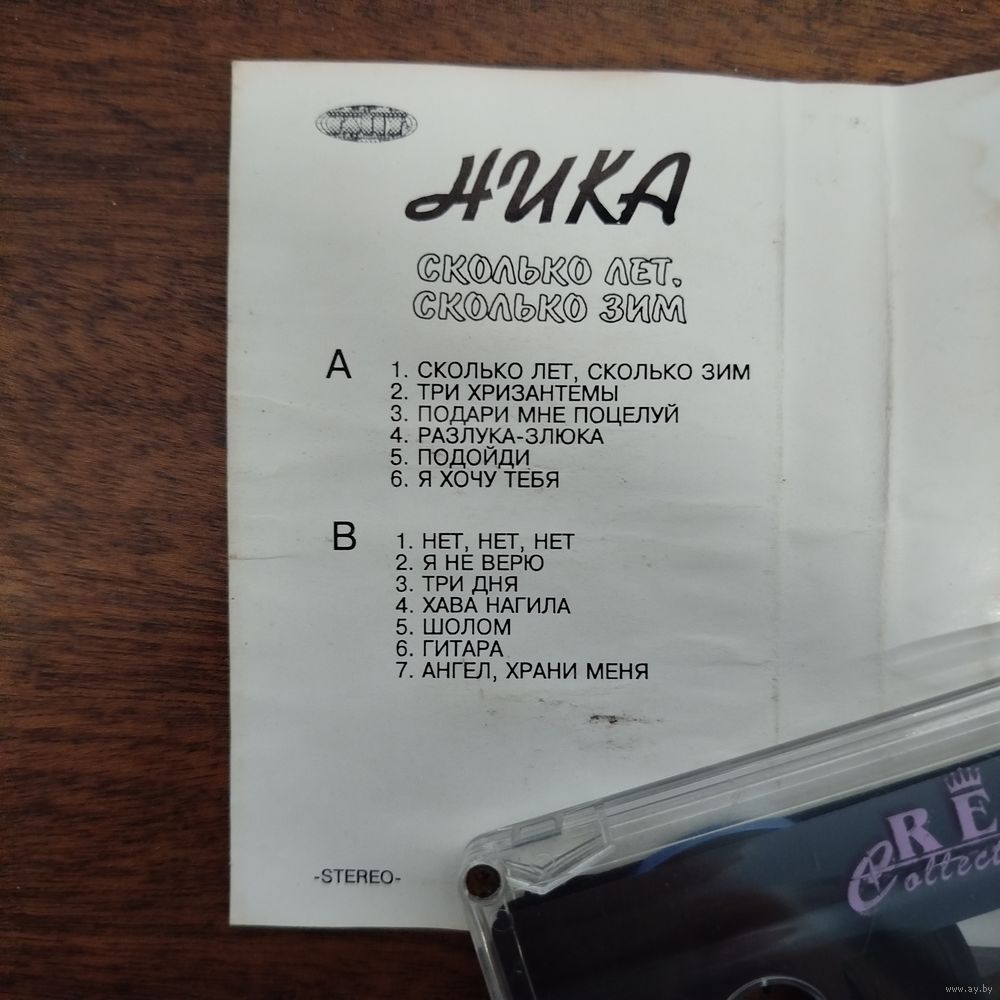 НИКА
СКОЛЬКО ЛЕТ,
СКОЛЬКО ЗИМ
A
1. СКОЛЬКО ЛЕТ, СКОЛЬКО ЗИМ
2. ТРИ ХРИЗАНТЕМЫ
3. ПОДАРИ МНЕ ПОЦЕЛУЙ
4. РАЗЛУКА-ЗЛЮКА
5. ПОДОЙДИ
6. Я ХОЧУ ТЕБЯ
B
1. НЕТ, НЕТ, НЕТ
2. Я НЕ ВЕРЮ
3. ТРИ ДНЯ
4. ХАВА НАГИЛА
5. ШОЛОМ
6. ГИТАРА
7. АНГЕЛ, ХРАНИ МЕНЯ
-STEREO-
RE
Collect
www.ay.by